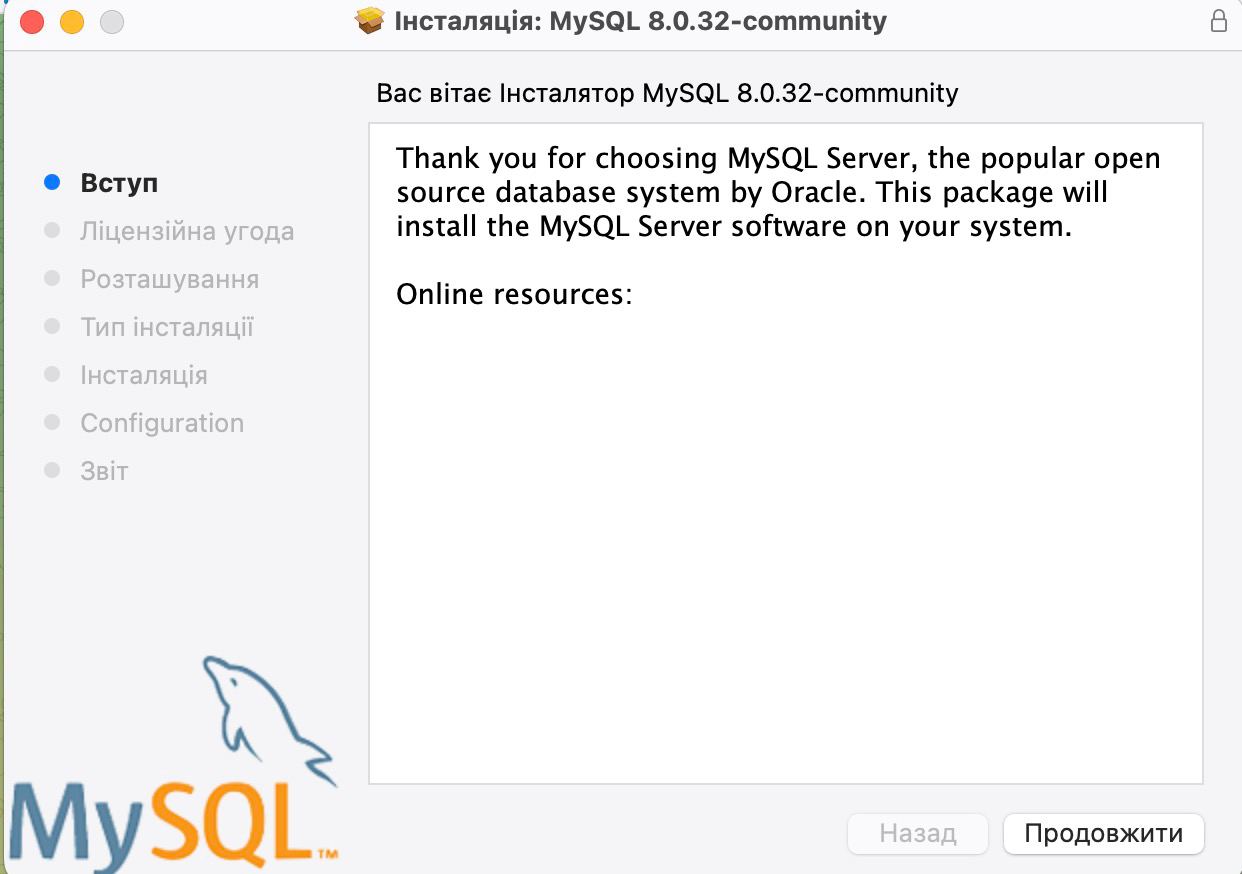 Інсталяція: MySQL 8.0.32-community
Вас вітає Інсталятор MySQL 8.0.32-community
Вступ
Ліцензійна угода
Розташування
Тип інсталяції
Інсталяція
Configuration
Звіт
Thank you for choosing MySQL Server, the popular open
source database system by Oracle. This package will
install the MySQL Server software on your system.
Online resources:
MySQL™
Назад
Продовжити